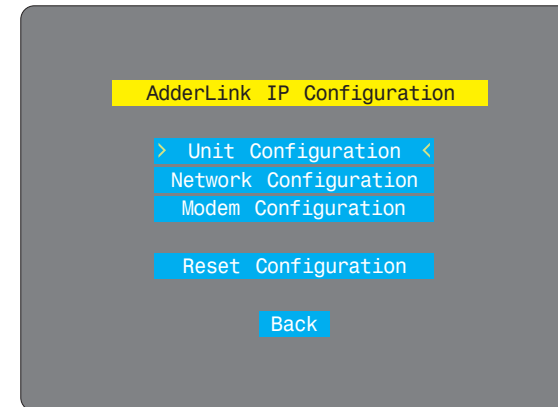 AdderLink IP Configuration
> Unit Configuration <
Network Configuration
Modem Configuration
Reset Configuration
Back